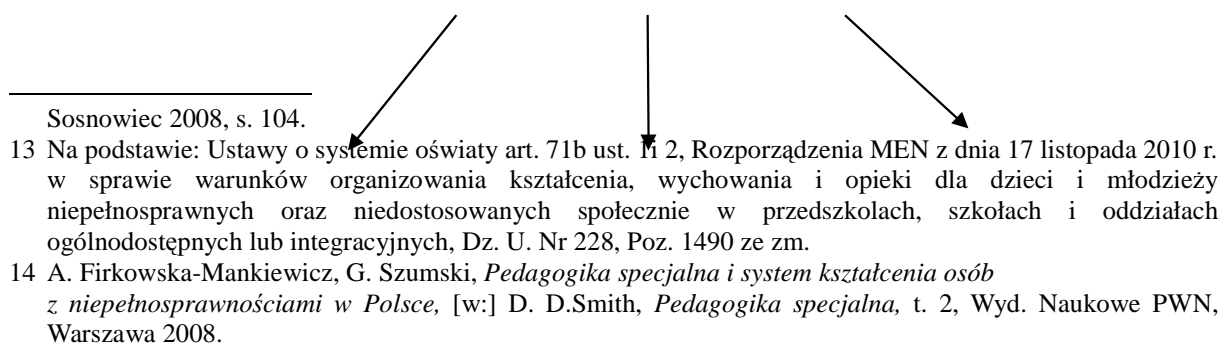 Sosnowiec 2008, s. 104.
13 Na podstawie: Ustawy o systemie oświaty art. 71b ust. 1i 2, Rozporządzenia MEN z dnia 17 listopada 2010 r.
w sprawie warunków organizowania kształcenia, wychowania i opieki dla dzieci i młodzieży
niepełnosprawnych oraz niedostosowanych społecznie w przedszkolach, szkołach i oddziałach
ogólnodostępnych lub integracyjnych, Dz. U. Nr 228, Poz. 1490 ze zm.
14 A. Firkowska-Mankiewicz, G. Szumski, Pedagogika specjalna i system kształcenia osób
z niepełnosprawnościami w Polsce, [w:] D. D.Smith, Pedagogika specjalna, t. 2, Wyd. Naukowe PWN,
Warszawa 2008.